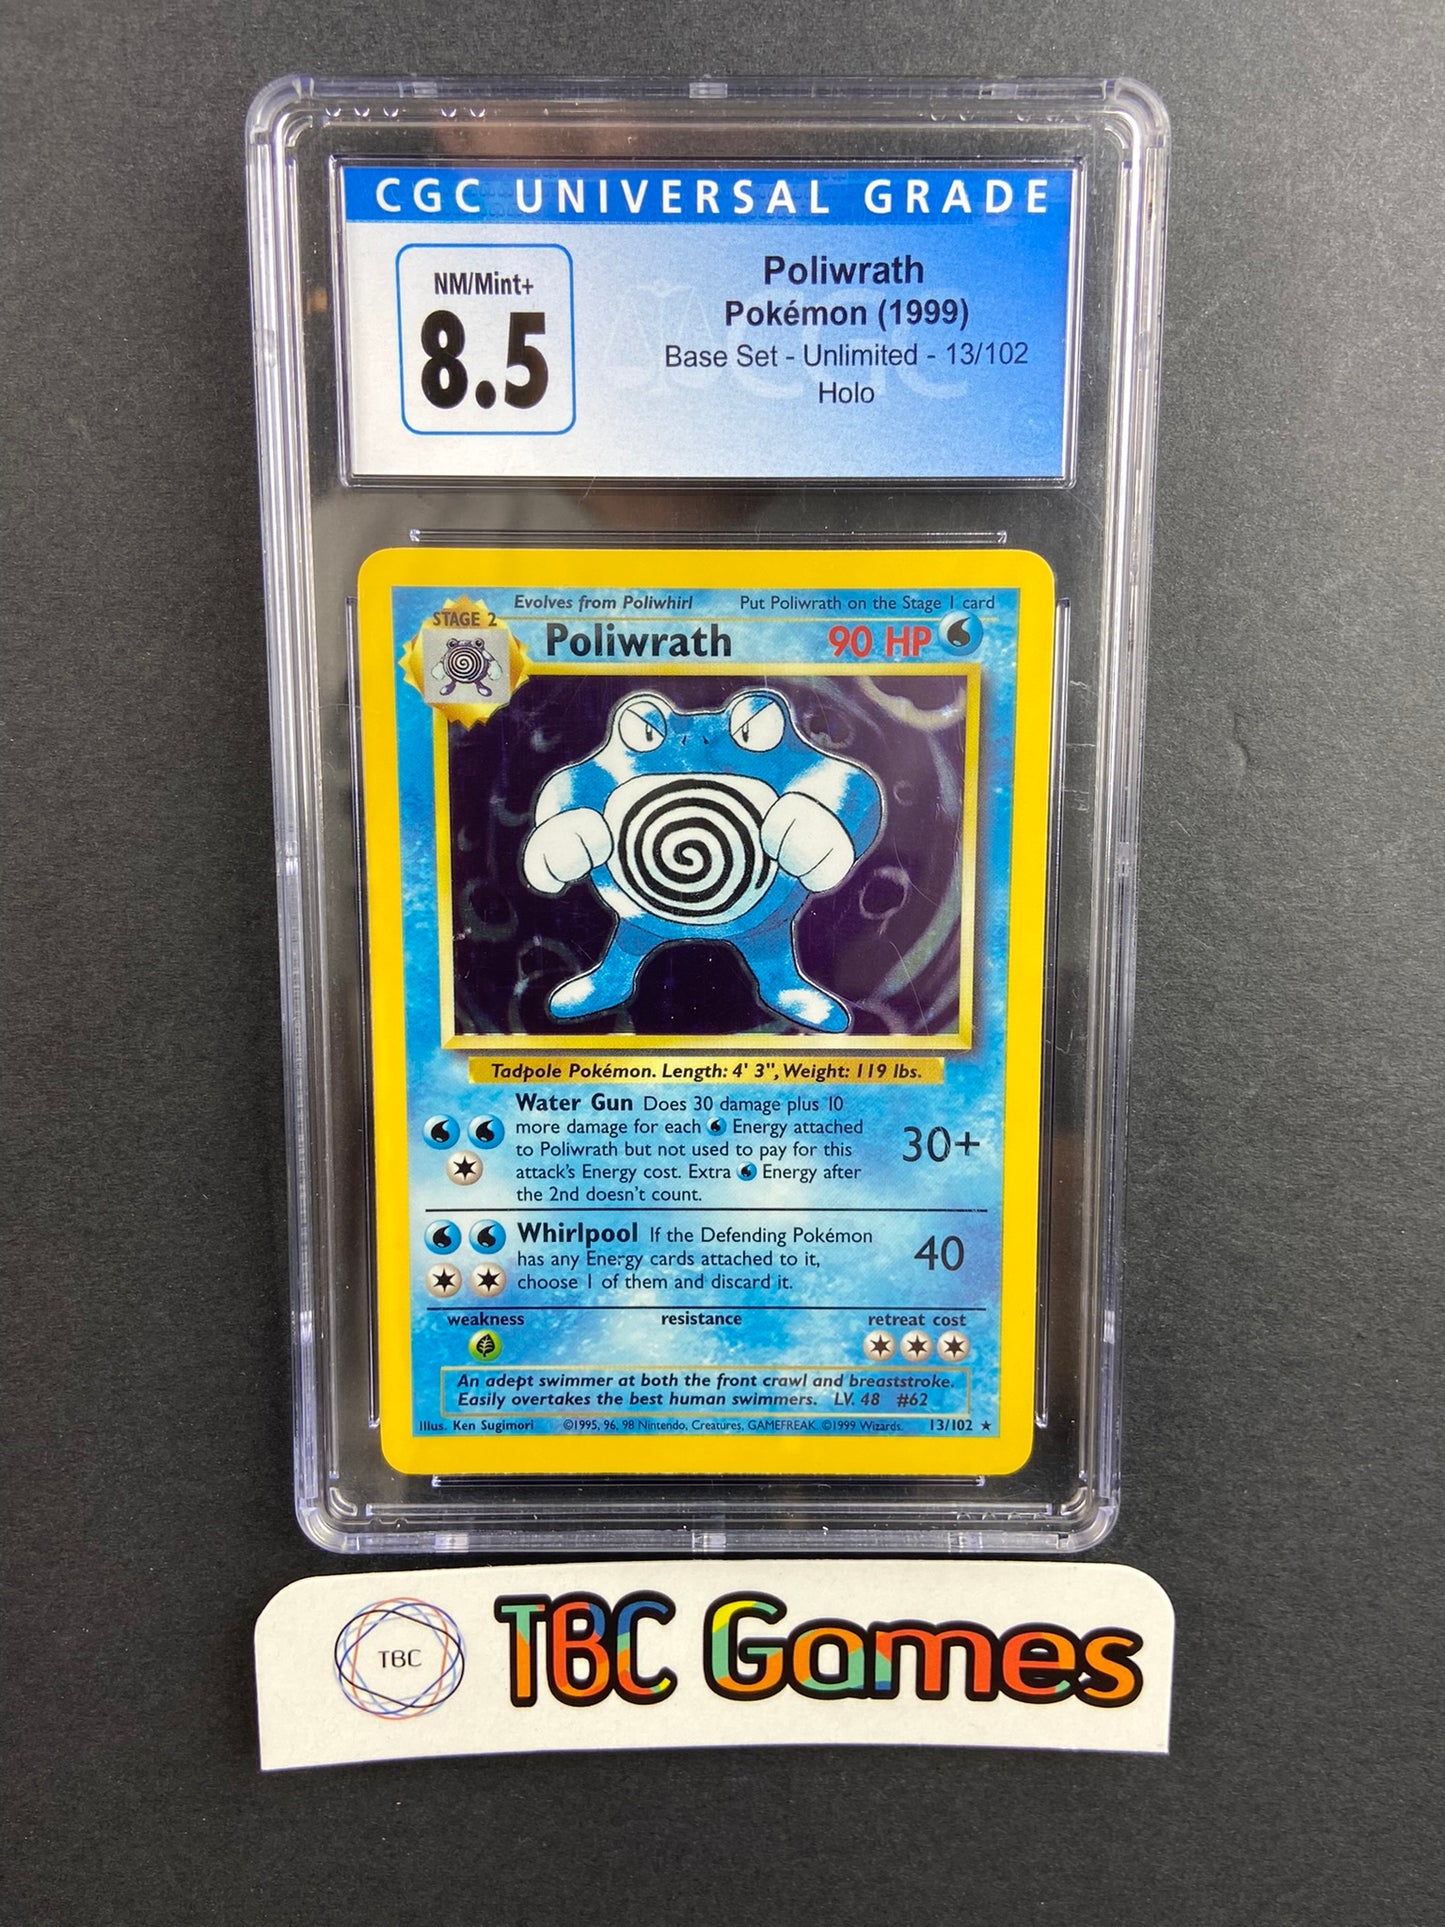 CGC UNIVERSAL GRADE
NM/Mint+
8.5
Poliwrath
Pokémon (1999)
Base Set - Unlimited - 13/102
Holo
Evolves from Poliwhirl Put Poliwrath on the Stage 1 card
STAGE 2
Poliwrath 90 HP
Tadpole Pokémon. Length: 4' 3", Weight: 119 lbs.
Water Gun Does 30 damage plus 10
more damage for each Energy attached
to Poliwrath but not used to pay for this
attack's Energy cost. Extra Energy after
the 2nd doesn't count.
30+
Whirlpool If the Defending Pokémon
has any Energy cards attached to it,
choose 1 of them and discard it.
40
weakness resistance retreat cost
An adept swimmer at both the front crawl and breaststroke.
Easily overtakes the best human swimmers. LV. 48 #62
Illus. Ken Sugimori ©1995, 96, 98 Nintendo, Creatures, GAMEFREAK. ©1999 Wizards. 13/102 ★
TBC
TBC Games